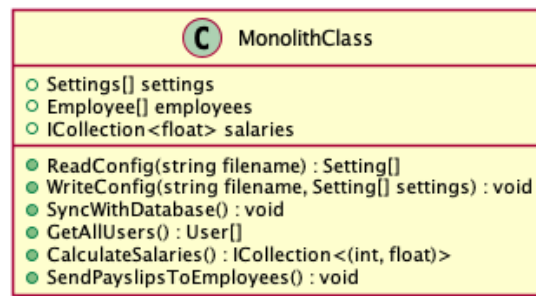 C MonolithClass
Settings[] settings
Employee[] employees
ICollection<float> salaries
ReadConfig(string filename) : Setting[]
WriteConfig(string filename, Setting[] settings) : void
SyncWithDatabase() : void
GetAllUsers() : User[]
CalculateSalaries() : ICollection<(int, float)>
SendPayslipsToEmployees() : void